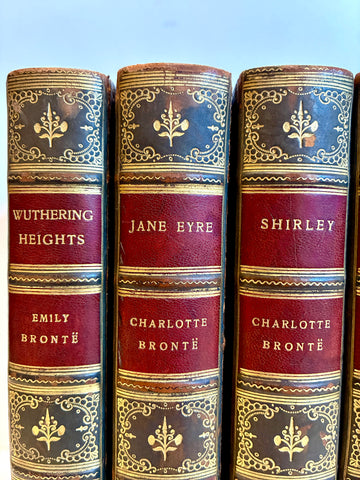 WUTHERING
HEIGHTS
EMILY
BRONTË
JANE EYRE
CHARLOTTE
BRONTË
SHIRLEY
CHARLOTTE
BRONTË